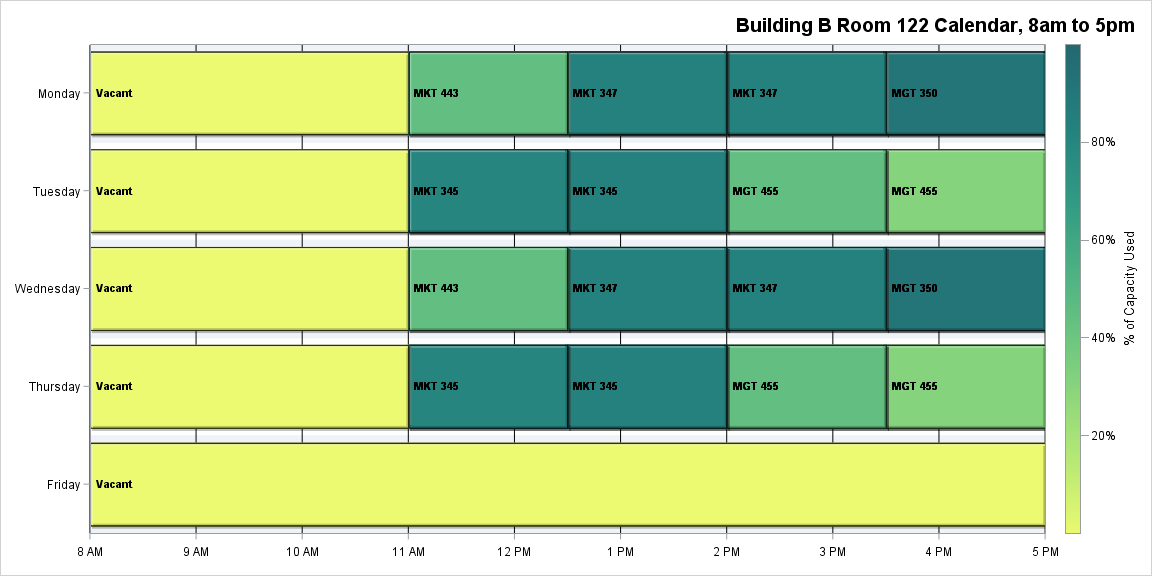 Building B Room 122 Calendar, 8am to 5pm
Monday
Vacant
MKT 443
MKT 347
MKT 347
MGT 350
Tuesday
Vacant
MKT 345
MKT 345
MGT 455
MGT 455
Wednesday
Vacant
MKT 443
MKT 347
MKT 347
MGT 350
Thursday
Vacant
MKT 345
MKT 345
MGT 455
MGT 455
Friday
Vacant
8 AM
9 AM
10 AM
11 AM
12 PM
1 PM
2 PM
3 PM
4 PM
5 PM
80%
60%
40%
20%
% of Capacity Used